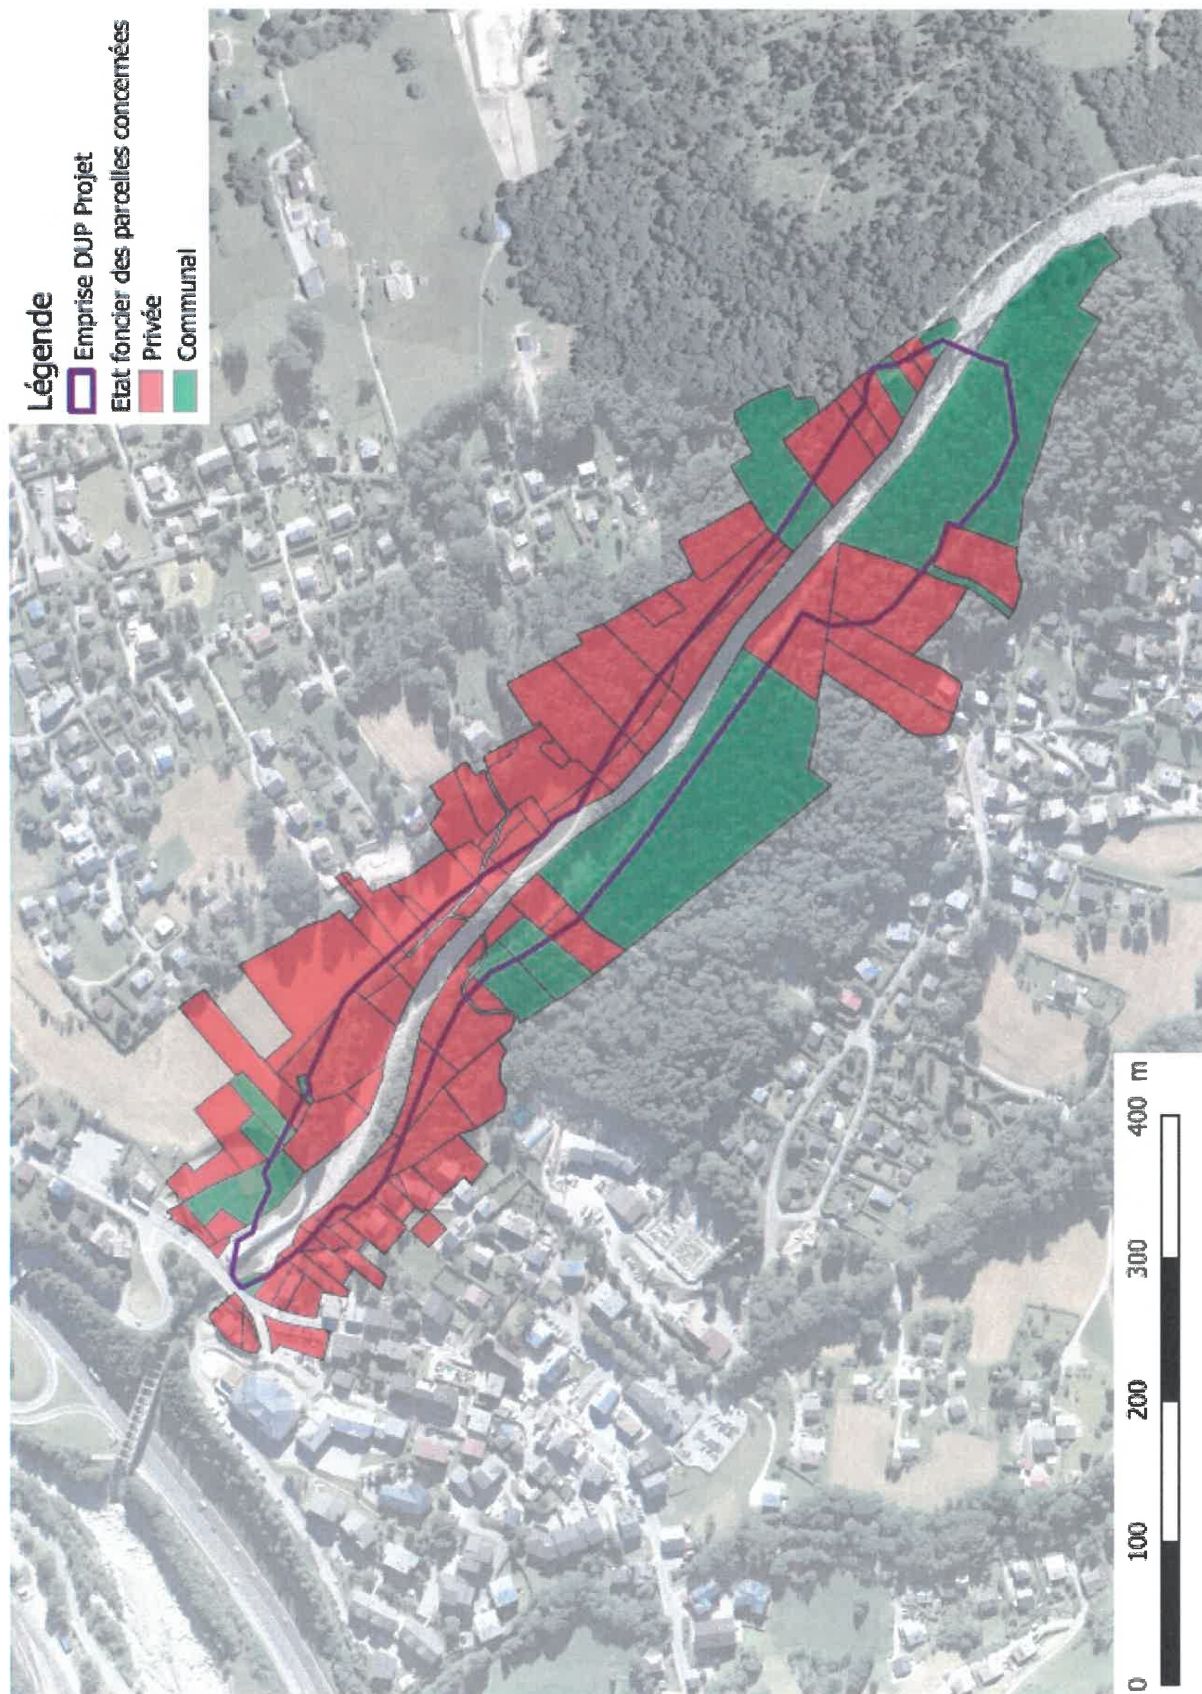 Légende
Emprise DUP Projet
Etat foncier des parcelles concernées
Privée
Communal
0 100 200 300 400 m